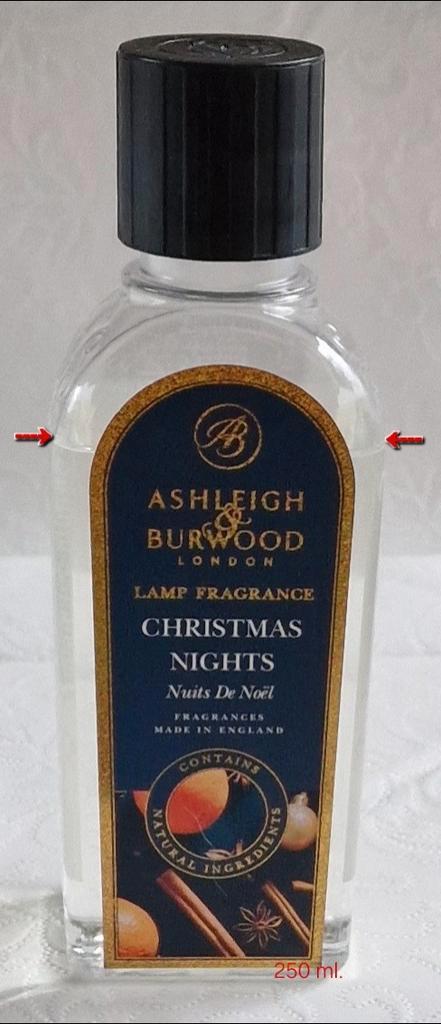 AB
ASHLEIGH
&
BURWOOD
LONDON
LAMP FRAGRANCE
CHRISTMAS
NIGHTS
Nuits De Noël
FRAGRANCES
MADE IN ENGLAND
CONTAINS
NATURAL INGREDIENTS
250 ml.